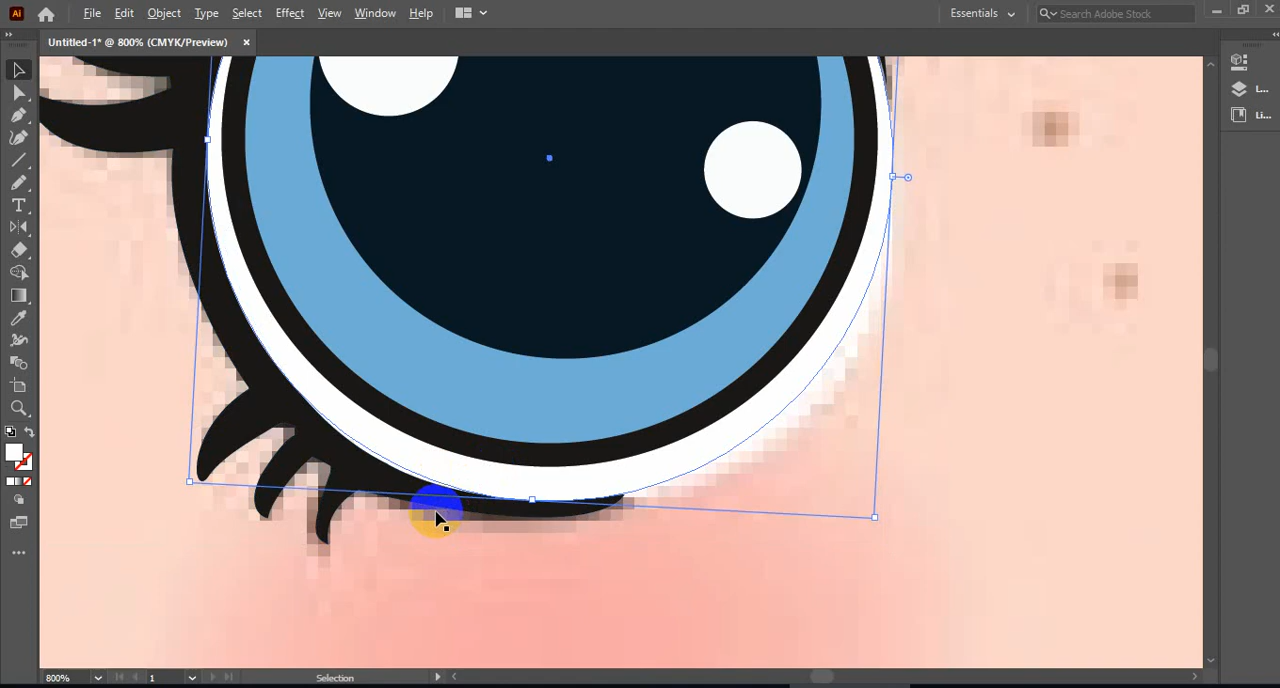 Ai File Edit Object Type Select Effect View Window Help Essentials Search Adobe Stock
Untitled-1* @ 800% (CMYK/Preview) ×
L...
Li...
T
800% 1 Selection